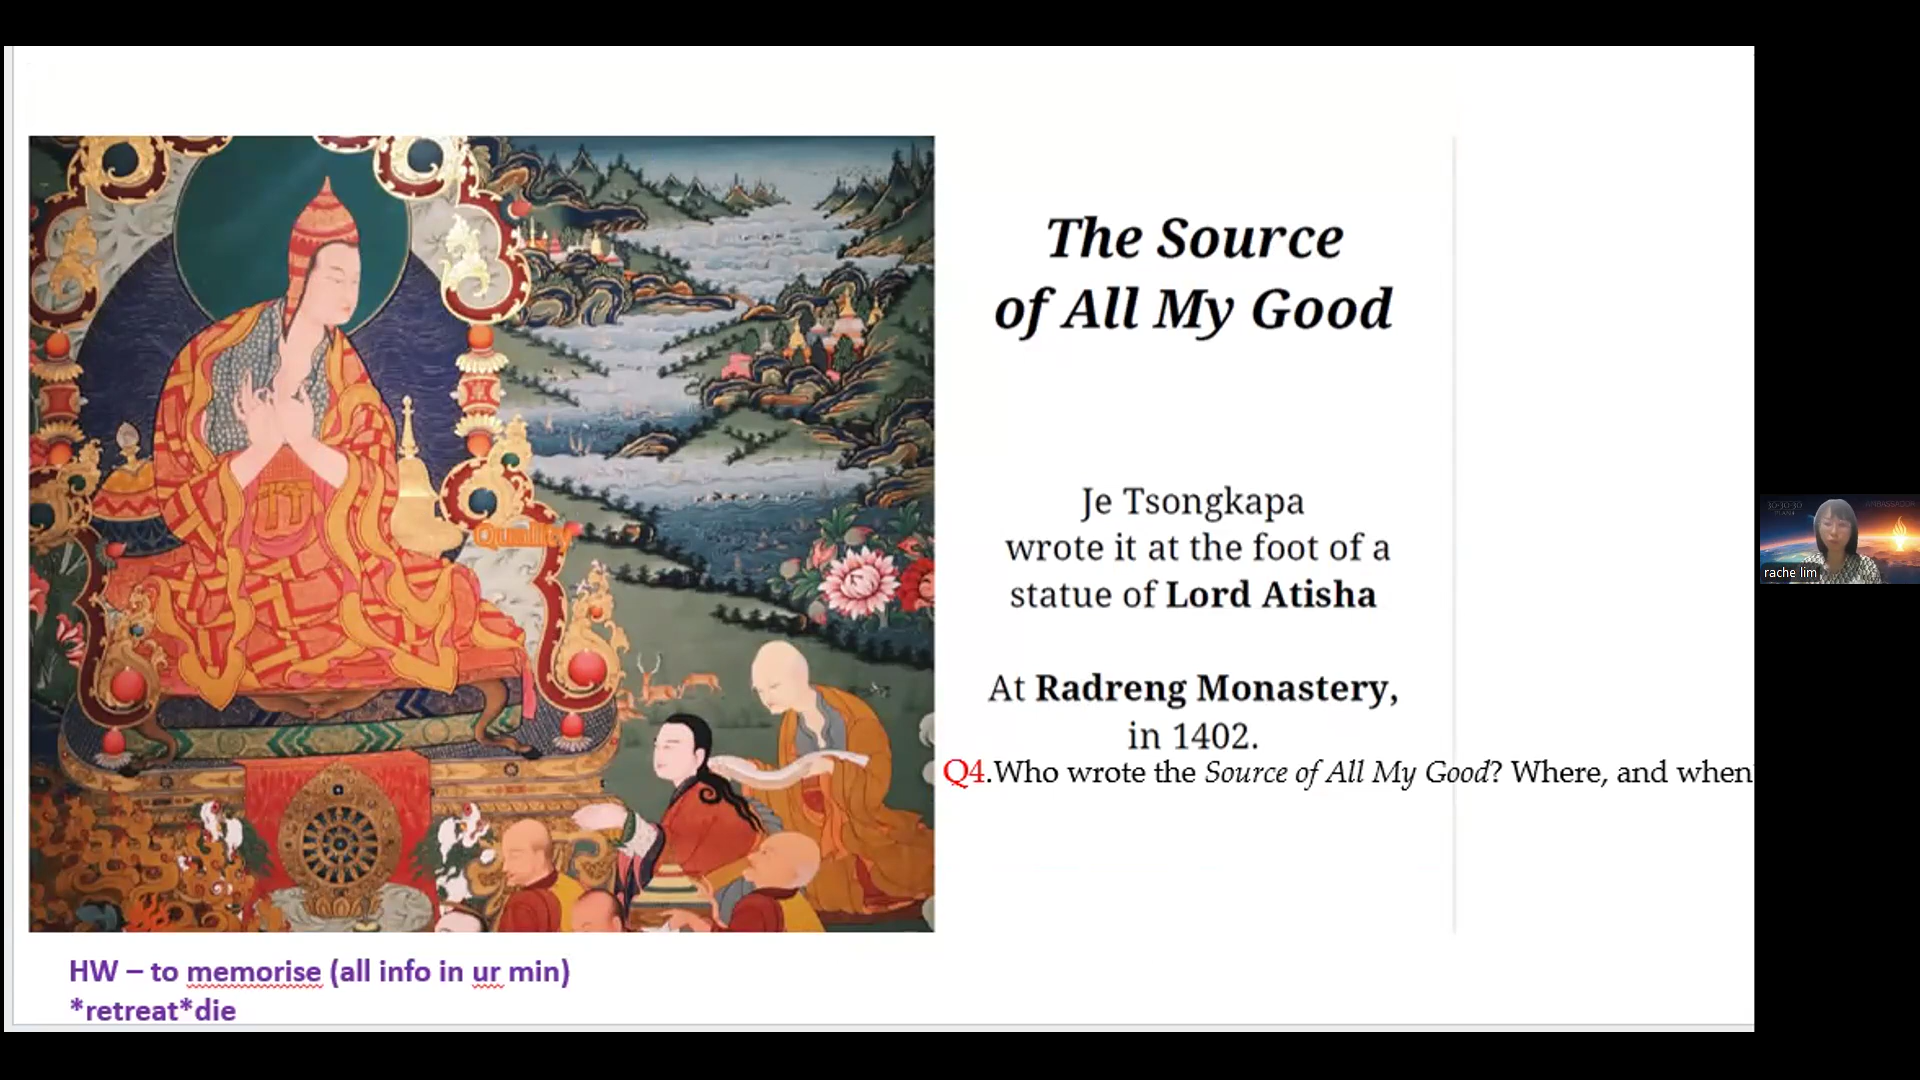 The Source
of All My Good
Je Tsongkapa
wrote it at the foot of a
statue of Lord Atisha
At Radreng Monastery,
in 1402.
Q4.Who wrote the Source of All My Good? Where, and when
Quality
HW – to memorise (all info in ur min)
*retreat*die
rache lim